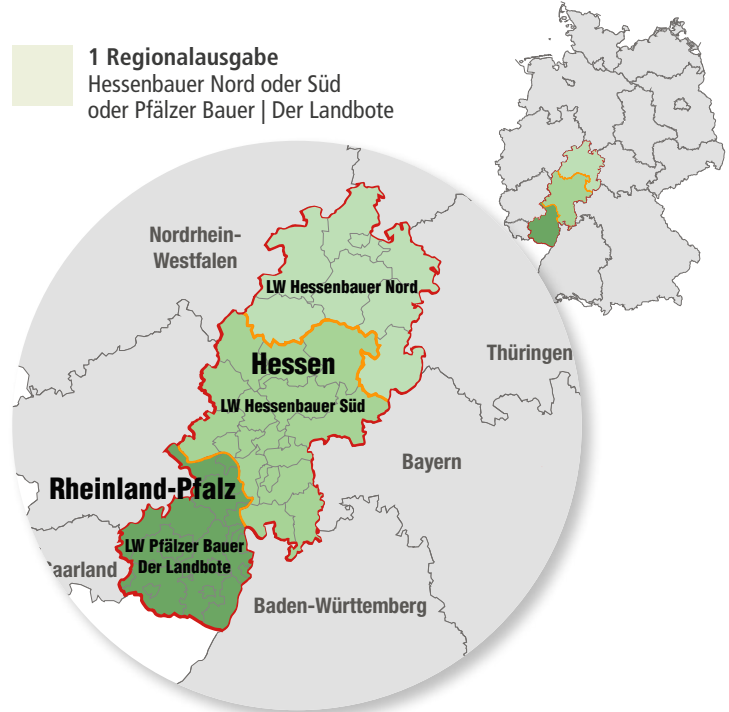 1 Regionalausgabe
Hessenbauer Nord oder Süd
oder Pfälzer Bauer | Der Landbote
Nordrhein-
Westfalen
LW Hessenbauer Nord
Thüringen
Hessen
LW Hessenbauer Süd
Bayern
Rheinland-Pfalz
LW Pfälzer Bauer
Der Landbote
aarland
Baden-Württemberg